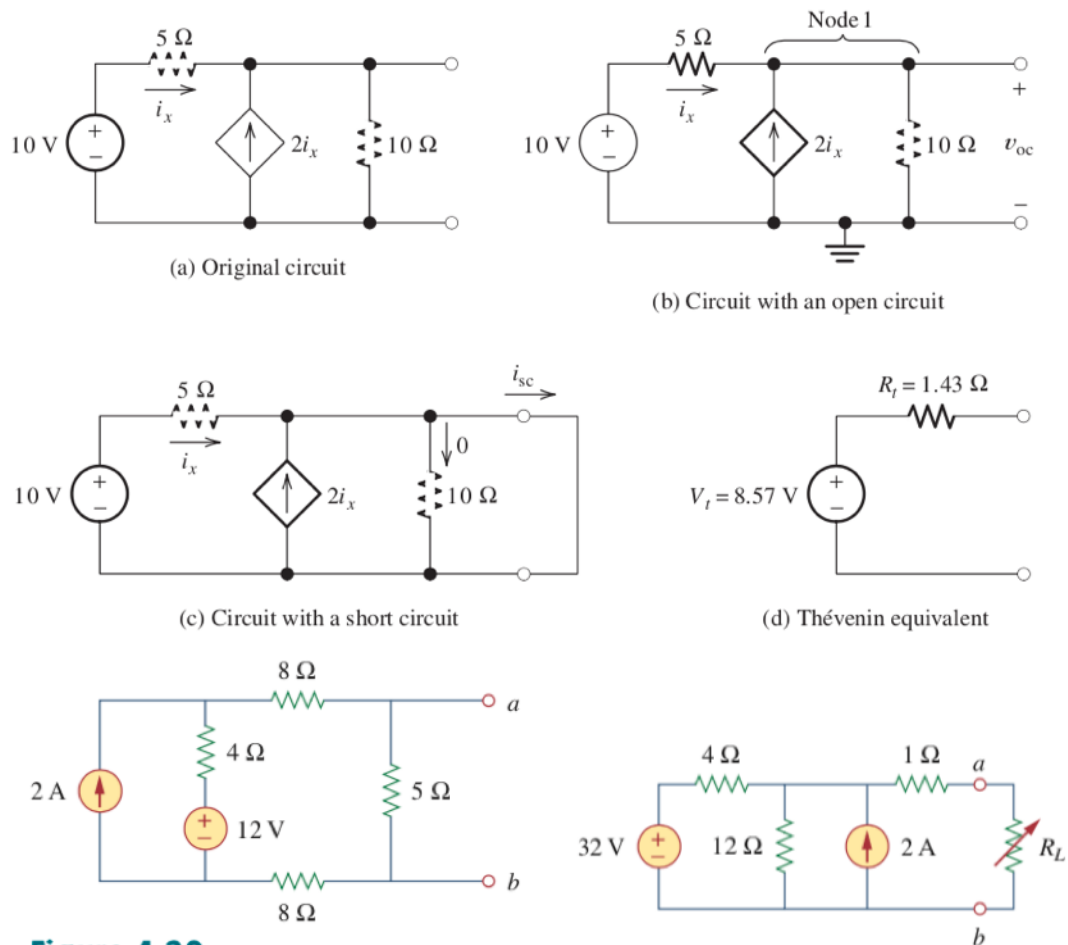 5 Ω
i_x
10 V
+
−
2i_x
10 Ω
(a) Original circuit
Node 1
5 Ω
i_x
10 V
+
−
2i_x
10 Ω
+
v_oc
−
(b) Circuit with an open circuit
5 Ω
i_x
10 V
+
−
2i_x
0
10 Ω
i_sc
(c) Circuit with a short circuit
R_t = 1.43 Ω
V_t = 8.57 V
+
−
(d) Thévenin equivalent
8 Ω
a
4 Ω
2 A
5 Ω
+
−
12 V
b
8 Ω
4 Ω
1 Ω
a
32 V
+
−
12 Ω
2 A
R_L
b